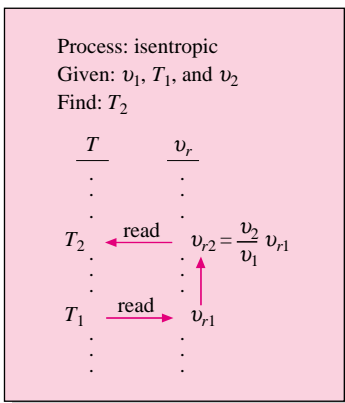 Process: isentropic
Given: υ₁, T₁, and υ₂
Find: T₂
T υᵣ
. .
. .
. .
T₂ read υᵣ₂ = υ₂/υ₁ υᵣ₁
. .
. .
. .
T₁ read υᵣ₁
. .
. .
. .